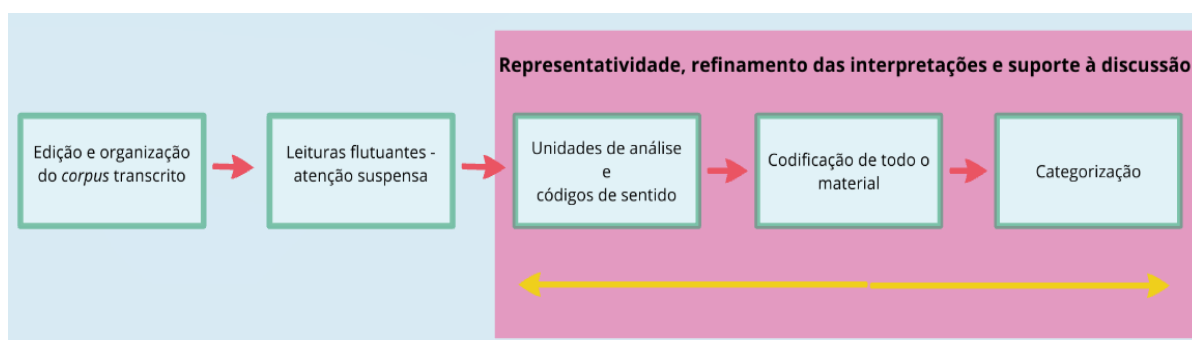 Representatividade, refinamento das interpretações e suporte à discussão
Edição e organização
do corpus transcrito
Leituras flutuantes -
atenção suspensa
Unidades de análise
e
códigos de sentido
Codificação de todo o
material
Categorização